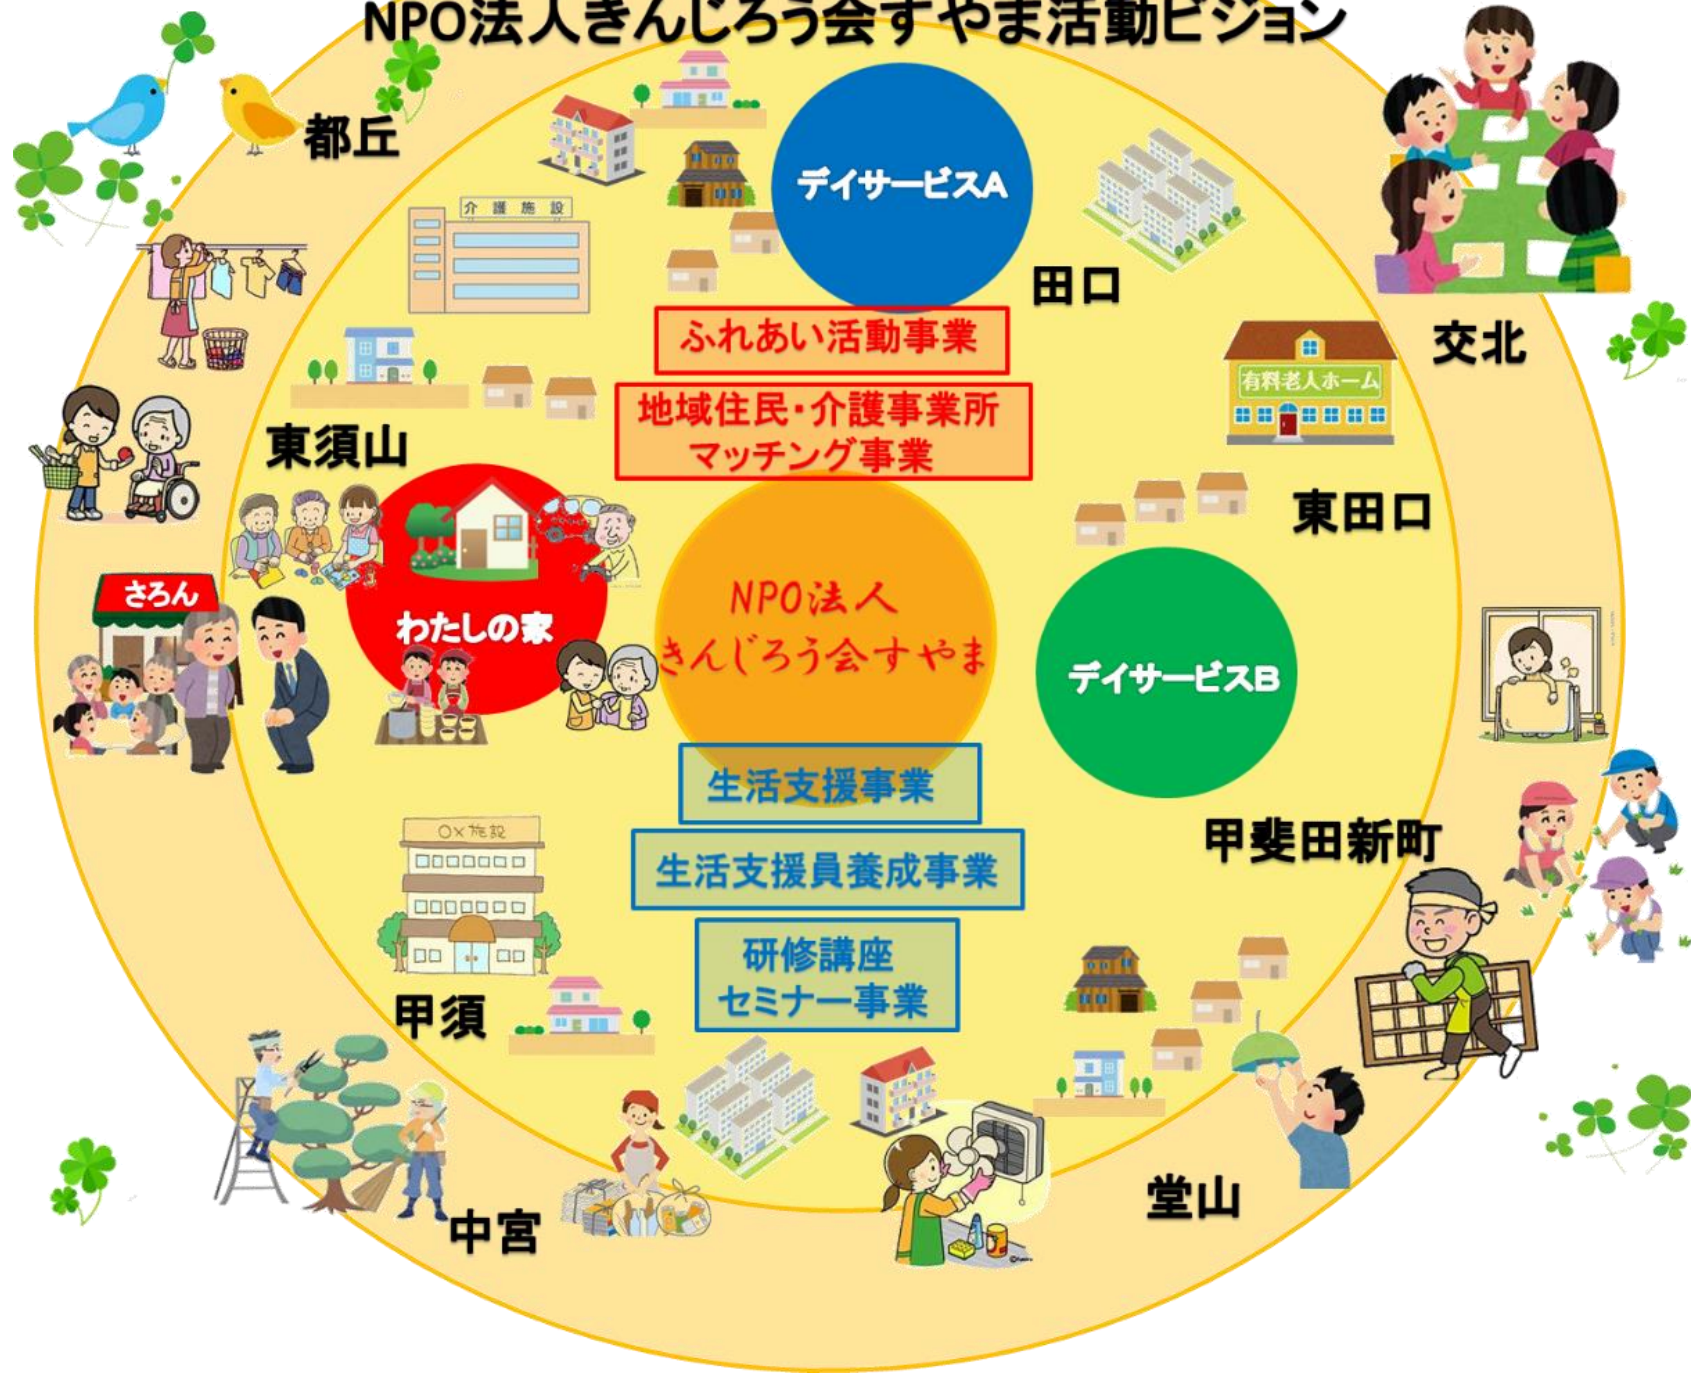 NPO法人きんじろう会すやま活動ビジョン
都丘
デイサービスA
介護施設
田口
ふれあい活動事業
交北
有料老人ホーム
地域住民・介護事業所
マッチング事業
東須山
東田口
さろん
わたしの家
NPO法人
きんじろう会すやま
デイサービスB
生活支援事業
甲斐田新町
○×施設
生活支援員養成事業
研修講座
セミナー事業
甲須
堂山
中宮